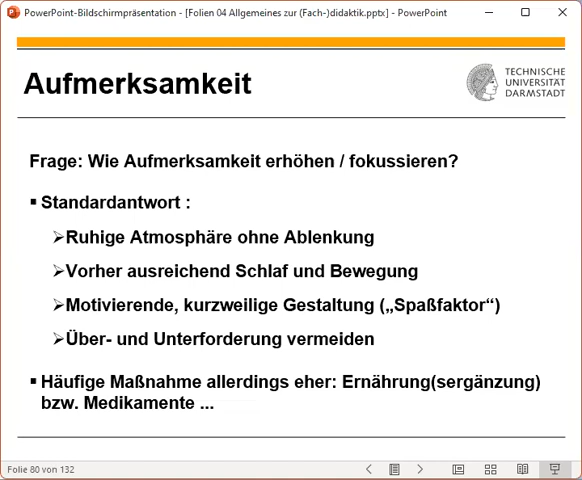 PowerPoint-Bildschirmpräsentation - [Folien 04 Allgemeines zur (Fach-)didaktik.pptx] - PowerPoint
Aufmerksamkeit
TECHNISCHE
UNIVERSITÄT
DARMSTADT
Frage: Wie Aufmerksamkeit erhöhen / fokussieren?
▪ Standardantwort :
➢Ruhige Atmosphäre ohne Ablenkung
➢Vorher ausreichend Schlaf und Bewegung
➢Motivierende, kurzweilige Gestaltung („Spaßfaktor“)
➢Über- und Unterforderung vermeiden
▪ Häufige Maßnahme allerdings eher: Ernährung(sergänzung)
bzw. Medikamente ...
Folie 80 von 132